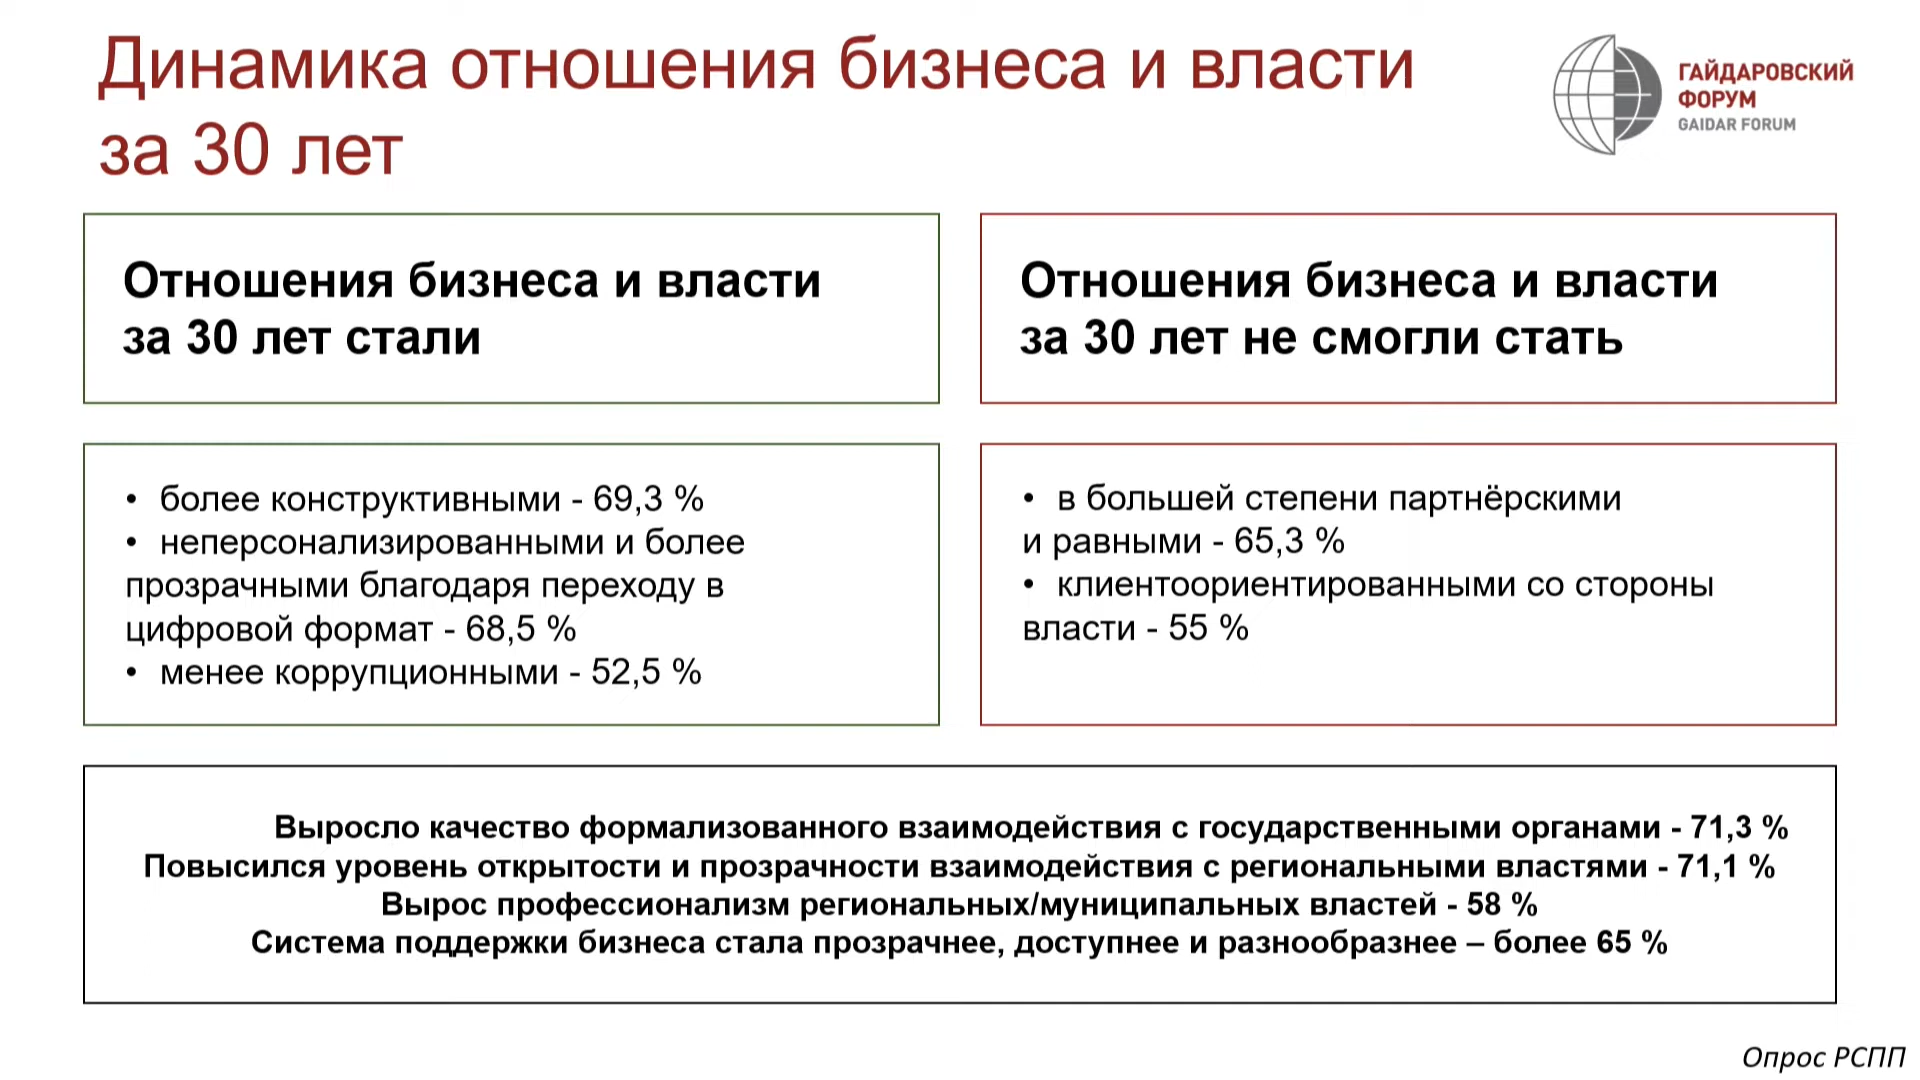 Динамика отношения бизнеса и власти
за 30 лет
ГАЙДАРОВСКИЙ
ФОРУМ
GAIDAR FORUM
Отношения бизнеса и власти
за 30 лет стали
Отношения бизнеса и власти
за 30 лет не смогли стать
• более конструктивными - 69,3 %
• неперсонализированными и более
прозрачными благодаря переходу в
цифровой формат - 68,5 %
• менее коррупционными - 52,5 %
• в большей степени партнёрскими
и равными - 65,3 %
• клиентоориентированными со стороны
власти - 55 %
Выросло качество формализованного взаимодействия с государственными органами - 71,3 %
Повысился уровень открытости и прозрачности взаимодействия с региональными властями - 71,1 %
Вырос профессионализм региональных/муниципальных властей - 58 %
Система поддержки бизнеса стала прозрачнее, доступнее и разнообразнее – более 65 %
Опрос РСПП